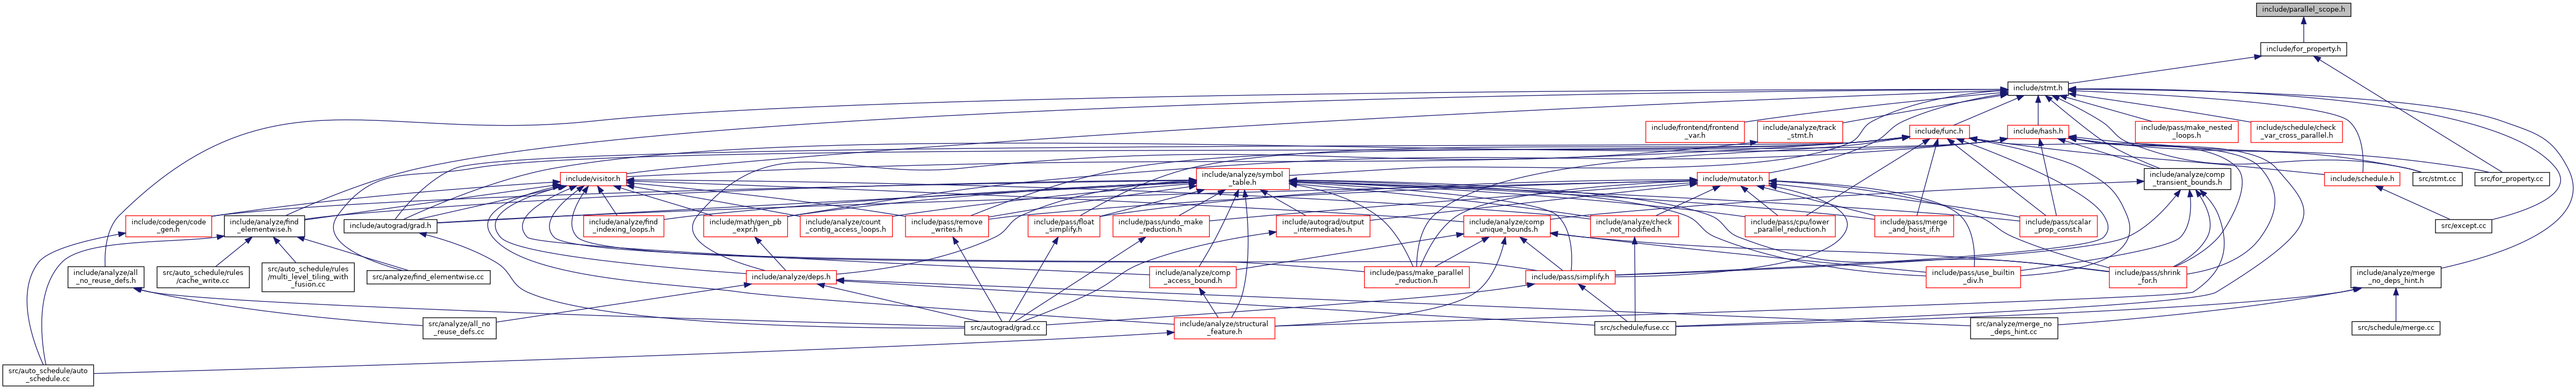 include/parallel_scope.h
include/for_property.h
include/stmt.h
include/frontend/frontend
_var.h
include/analyze/track
_stmt.h
include/func.h
include/hash.h
include/pass/make_nested
_loops.h
include/schedule/check
_var_cross_parallel.h
include/visitor.h
include/analyze/symbol
_table.h
include/mutator.h
include/analyze/comp
_transient_bounds.h
include/schedule.h
src/stmt.cc
src/for_property.cc
include/codegen/code
_gen.h
include/analyze/find
_elementwise.h
include/autograd/grad.h
include/analyze/find
_indexing_loops.h
include/math/gen_pb
_expr.h
include/analyze/count
_contig_access_loops.h
include/pass/remove
_writes.h
include/pass/float
_simplify.h
include/pass/undo_make
_reduction.h
include/autograd/output
_intermediates.h
include/analyze/comp
_unique_bounds.h
include/analyze/check
_not_modified.h
include/pass/cpu/lower
_parallel_reduction.h
include/pass/merge
_and_hoist_if.h
include/pass/scalar
_prop_const.h
src/except.cc
include/analyze/all
_no_reuse_defs.h
src/auto_schedule/rules
/cache_write.cc
src/auto_schedule/rules
/multi_level_tiling_with
_fusion.cc
src/analyze/find_elementwise.cc
include/analyze/deps.h
include/analyze/comp
_access_bound.h
include/pass/make_parallel
_reduction.h
include/pass/simplify.h
include/pass/use_builtin
_div.h
include/pass/shrink
_for.h
include/analyze/merge
_no_deps_hint.h
src/analyze/all_no
_reuse_defs.cc
src/autograd/grad.cc
include/analyze/structural
_feature.h
src/schedule/fuse.cc
src/analyze/merge_no
_deps_hint.cc
src/schedule/merge.cc
src/auto_schedule/auto
_schedule.cc